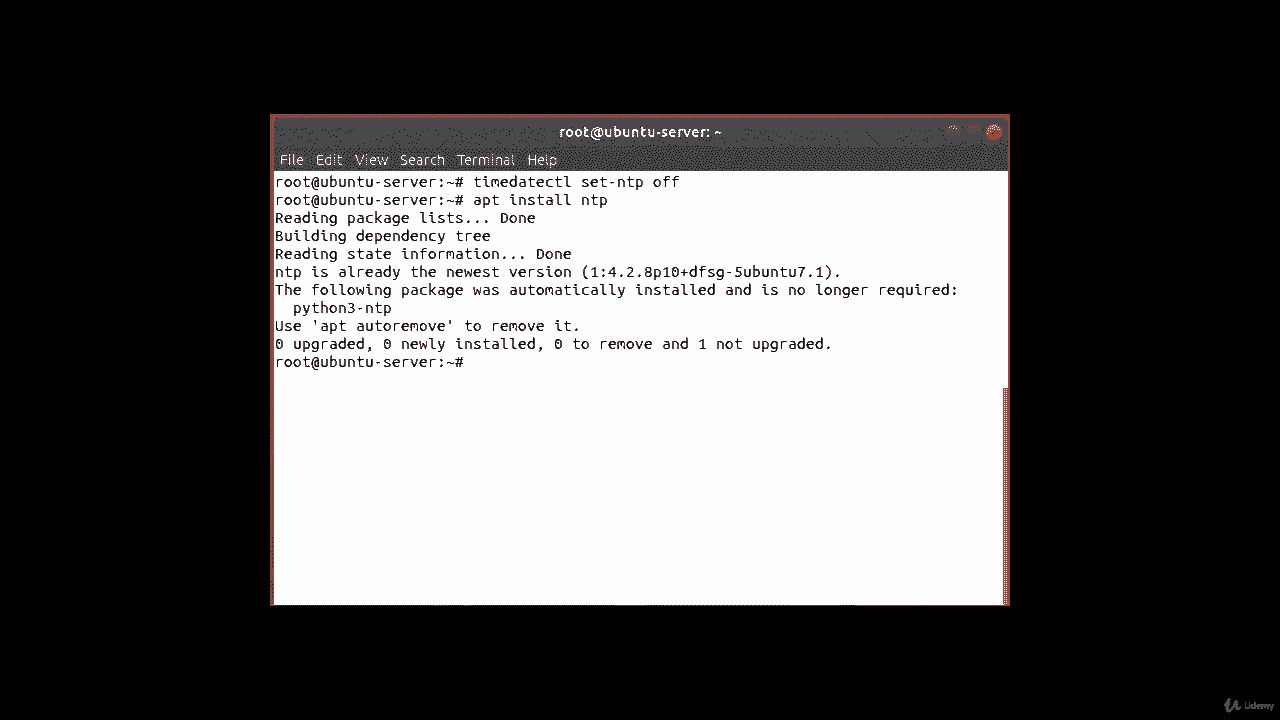 root@ubuntu-server: ~
File Edit View Search Terminal Help
root@ubuntu-server:~# timedatectl set-ntp off
root@ubuntu-server:~# apt install ntp
Reading package lists... Done
Building dependency tree
Reading state information... Done
ntp is already the newest version (1:4.2.8p10+dfsg-5ubuntu7.1).
The following package was automatically installed and is no longer required:
  python3-ntp
Use 'apt autoremove' to remove it.
0 upgraded, 0 newly installed, 0 to remove and 1 not upgraded.
root@ubuntu-server:~#
Udemy